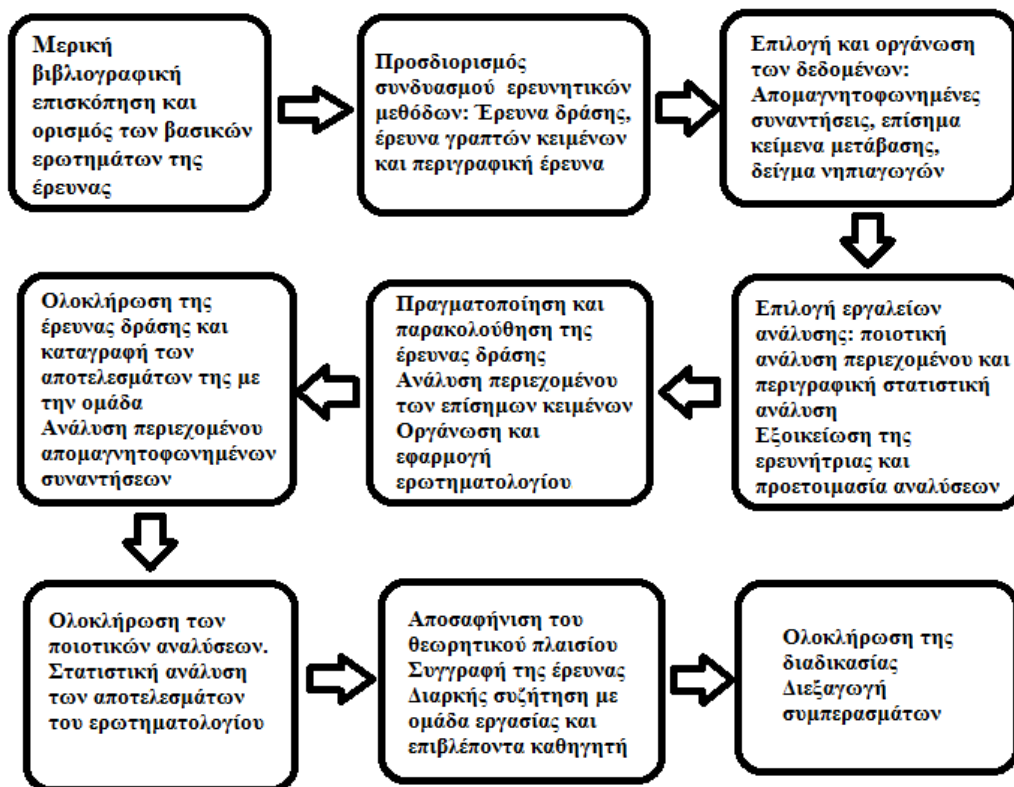 Μερική
βιβλιογραφική
επισκόπηση και
ορισμός των βασικών
ερωτημάτων της
έρευνας
Προσδιορισμός
συνδυασμού ερευνητικών
μεθόδων: Έρευνα δράσης,
έρευνα γραπτών κειμένων
και περιγραφική έρευνα
Επιλογή και οργάνωση
των δεδομένων:
Απομαγνητοφωνημένες
συναντήσεις, επίσημα
κείμενα μετάβασης,
δείγμα νηπιαγωγών
Επιλογή εργαλείων
ανάλυσης: ποιοτική
ανάλυση περιεχομένου και
περιγραφική στατιστική
ανάλυση
Εξοικείωση της
ερευνήτριας και
προετοιμασία αναλύσεων
Πραγματοποίηση και
παρακολούθηση της
έρευνας δράσης
Ανάλυση περιεχομένου
των επίσημων κειμένων
Οργάνωση και
εφαρμογή
ερωτηματολογίου
Ολοκλήρωση της
έρευνας δράσης και
καταγραφή των
αποτελεσμάτων της με
την ομάδα
Ανάλυση περιεχομένου
απομαγνητοφωνημένων
συναντήσεων
Ολοκλήρωση των
ποιοτικών αναλύσεων.
Στατιστική ανάλυση
των αποτελεσμάτων
του ερωτηματολογίου
Αποσαφήνιση του
θεωρητικού πλαισίου
Συγγραφή της έρευνας
Διαρκής συζήτηση με
ομάδα εργασίας και
επιβλέποντα καθηγητή
Ολοκλήρωση της
διαδικασίας
Διεξαγωγή
συμπερασμάτων